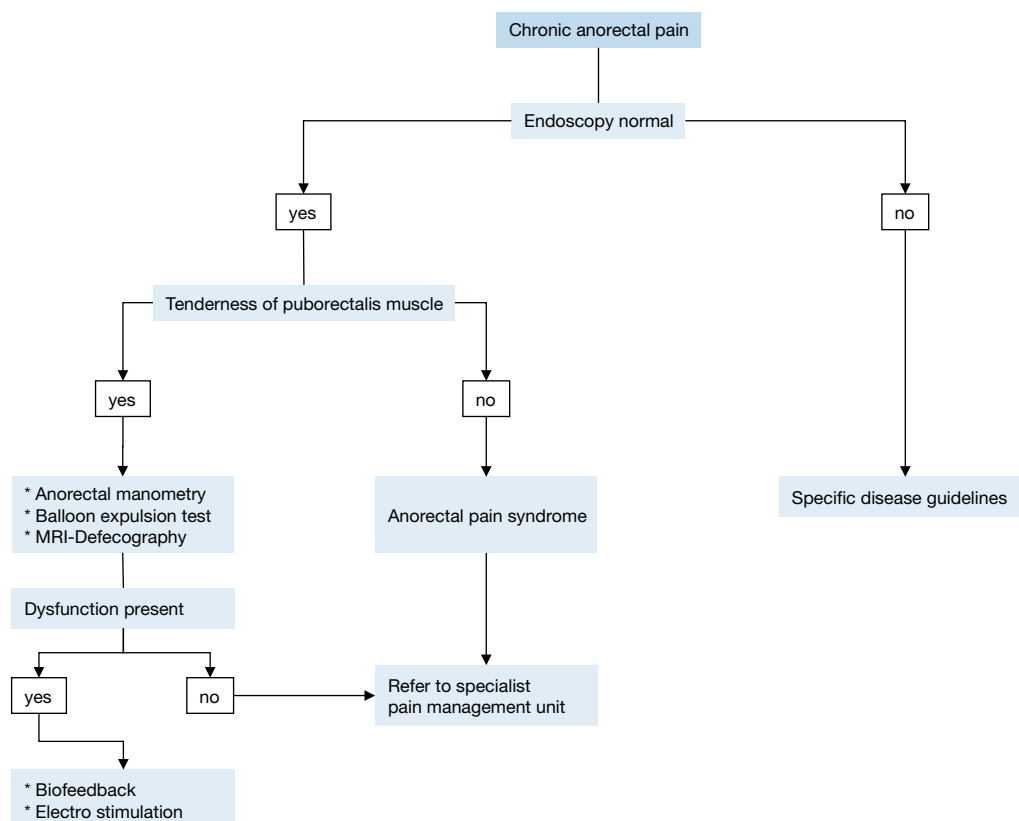 Chronic anorectal pain
Endoscopy normal
yes
no
Tenderness of puborectalis muscle
yes
no
* Anorectal manometry
* Balloon expulsion test
* MRI-Defecography
Anorectal pain syndrome
Specific disease guidelines
Dysfunction present
yes
no
Refer to specialist
pain management unit
* Biofeedback
* Electro stimulation